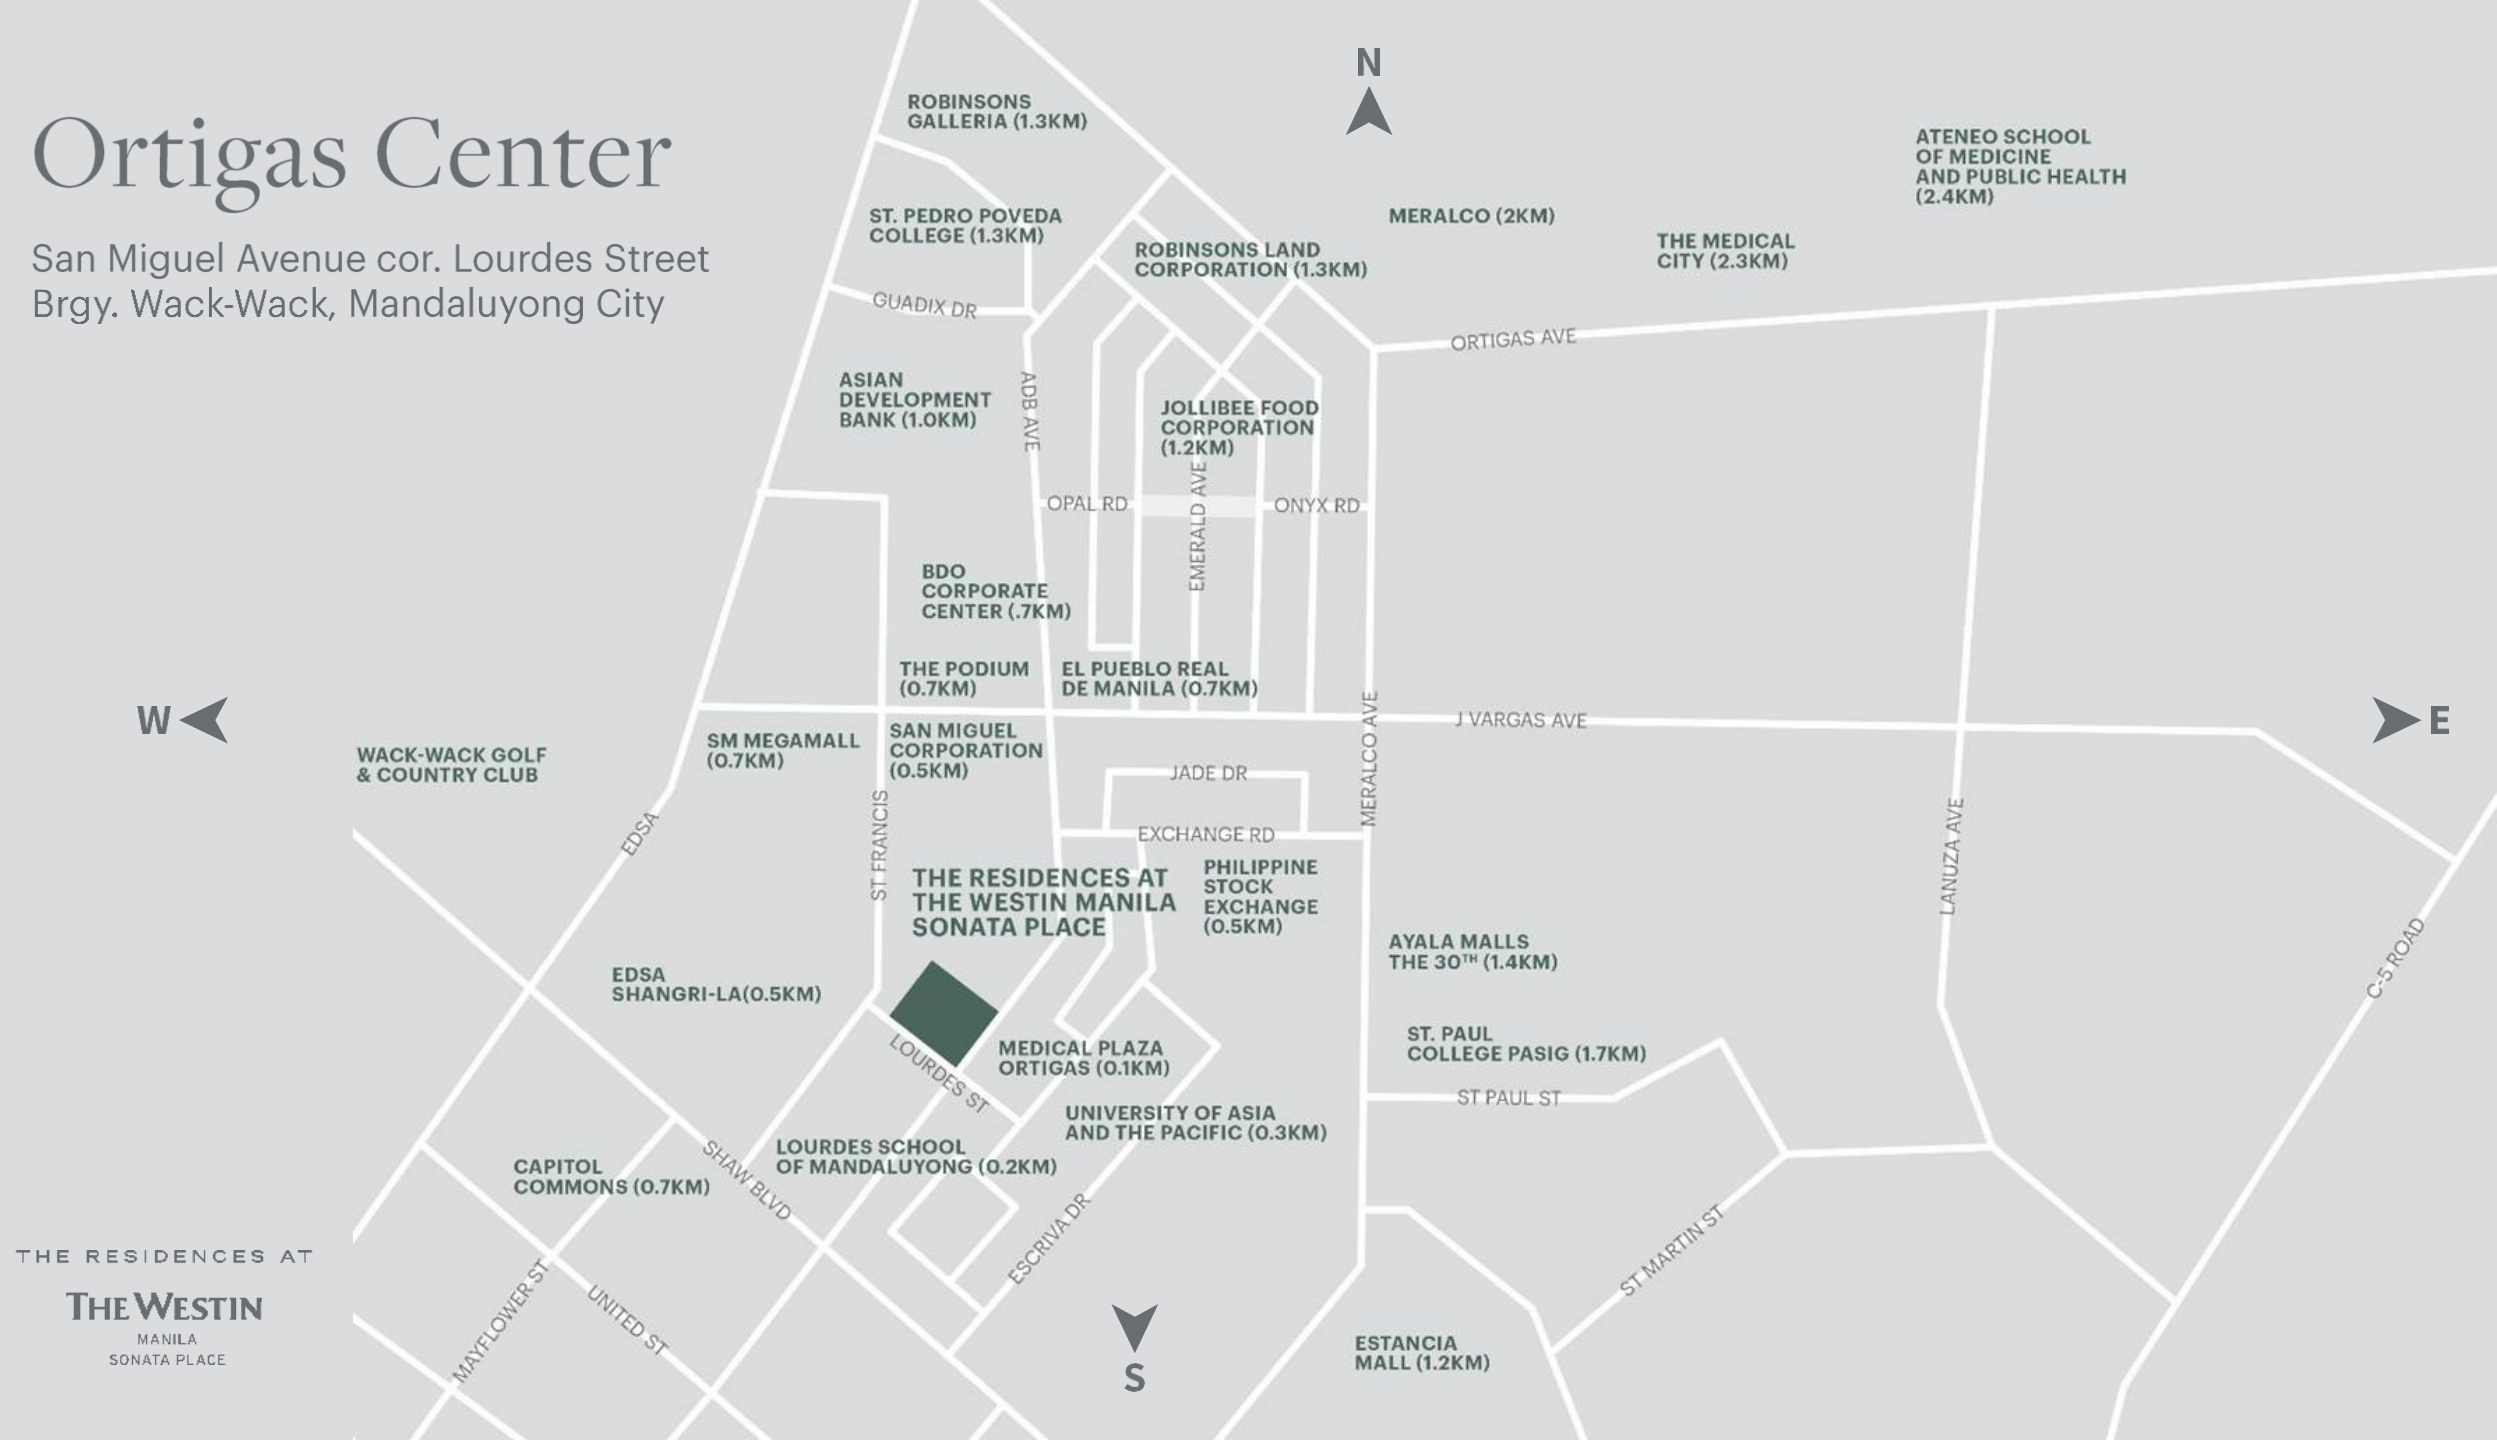 Ortigas Center
San Miguel Avenue cor. Lourdes Street
Brgy. Wack-Wack, Mandaluyong City
N
ROBINSONS
GALLERIA (1.3KM)
ATENEO SCHOOL
OF MEDICINE
AND PUBLIC HEALTH
(2.4KM)
ST. PEDRO POVEDA
COLLEGE (1.3KM)
MERALCO (2KM)
ROBINSONS LAND
CORPORATION (1.3KM)
THE MEDICAL
CITY (2.3KM)
GUADIX DR
ORTIGAS AVE
ASIAN
DEVELOPMENT
BANK (1.0KM)
ADB AVE
JOLLIBEE FOOD
CORPORATION
(1.2KM)
OPAL RD
EMERALD AVE
ONYX RD
BDO
CORPORATE
CENTER (.7KM)
THE PODIUM
(0.7KM)
EL PUEBLO REAL
DE MANILA (0.7KM)
W
MERALCO AVE
J VARGAS AVE
E
WACK-WACK GOLF
& COUNTRY CLUB
SM MEGAMALL
(0.7KM)
SAN MIGUEL
CORPORATION
(0.5KM)
JADE DR
EDSA
ST FRANCIS
EXCHANGE RD
LANUZA AVE
THE RESIDENCES AT
THE WESTIN MANILA
SONATA PLACE
PHILIPPINE
STOCK
EXCHANGE
(0.5KM)
AYALA MALLS
THE 30TH (1.4KM)
C-5 ROAD
EDSA
SHANGRI-LA(0.5KM)
LOURDES ST
MEDICAL PLAZA
ORTIGAS (0.1KM)
ST. PAUL
COLLEGE PASIG (1.7KM)
ST PAUL ST
UNIVERSITY OF ASIA
AND THE PACIFIC (0.3KM)
LOURDES SCHOOL
OF MANDALUYONG (0.2KM)
SHAW BLVD
CAPITOL
COMMONS (0.7KM)
ESCRIVA DR
ST MARTIN ST
MAYFLOWER ST
UNITED ST
ESTANCIA
MALL (1.2KM)
S
THE RESIDENCES AT
THE WESTIN
MANILA
SONATA PLACE